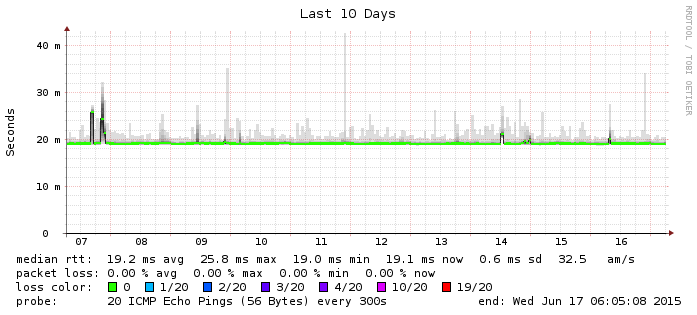 Last 10 Days
RRDTOOL / TOBI OETIKER
Seconds
40 m
30 m
20 m
10 m
0
07 08 09 10 11 12 13 14 15 16
median rtt: 19.2 ms avg 25.8 ms max 19.0 ms min 19.1 ms now 0.6 ms sd 32.5 am/s
packet loss: 0.00 % avg 0.00 % max 0.00 % min 0.00 % now
loss color: 0 1/20 2/20 3/20 4/20 10/20 19/20
probe: 20 ICMP Echo Pings (56 Bytes) every 300s end: Wed Jun 17 06:05:08 2015